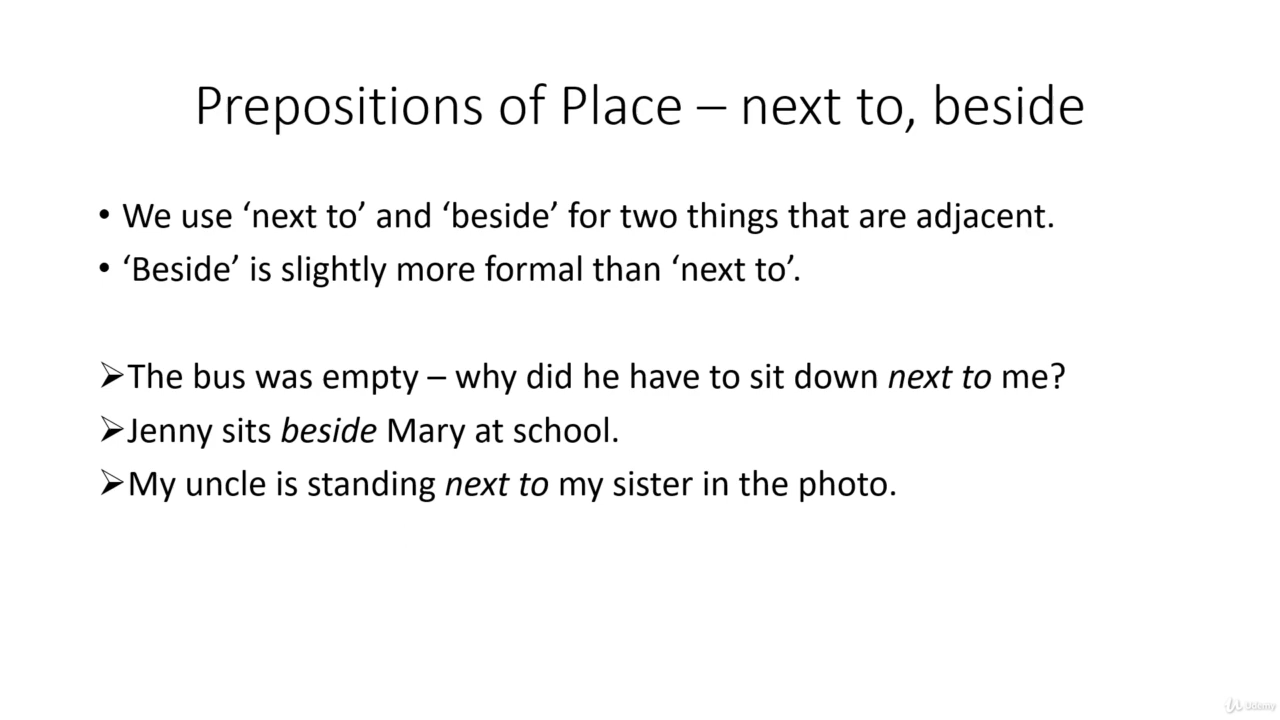 Prepositions of Place – next to, beside
• We use ‘next to’ and ‘beside’ for two things that are adjacent.
• ‘Beside’ is slightly more formal than ‘next to’.
➢The bus was empty – why did he have to sit down next to me?
➢Jenny sits beside Mary at school.
➢My uncle is standing next to my sister in the photo.
Udemy